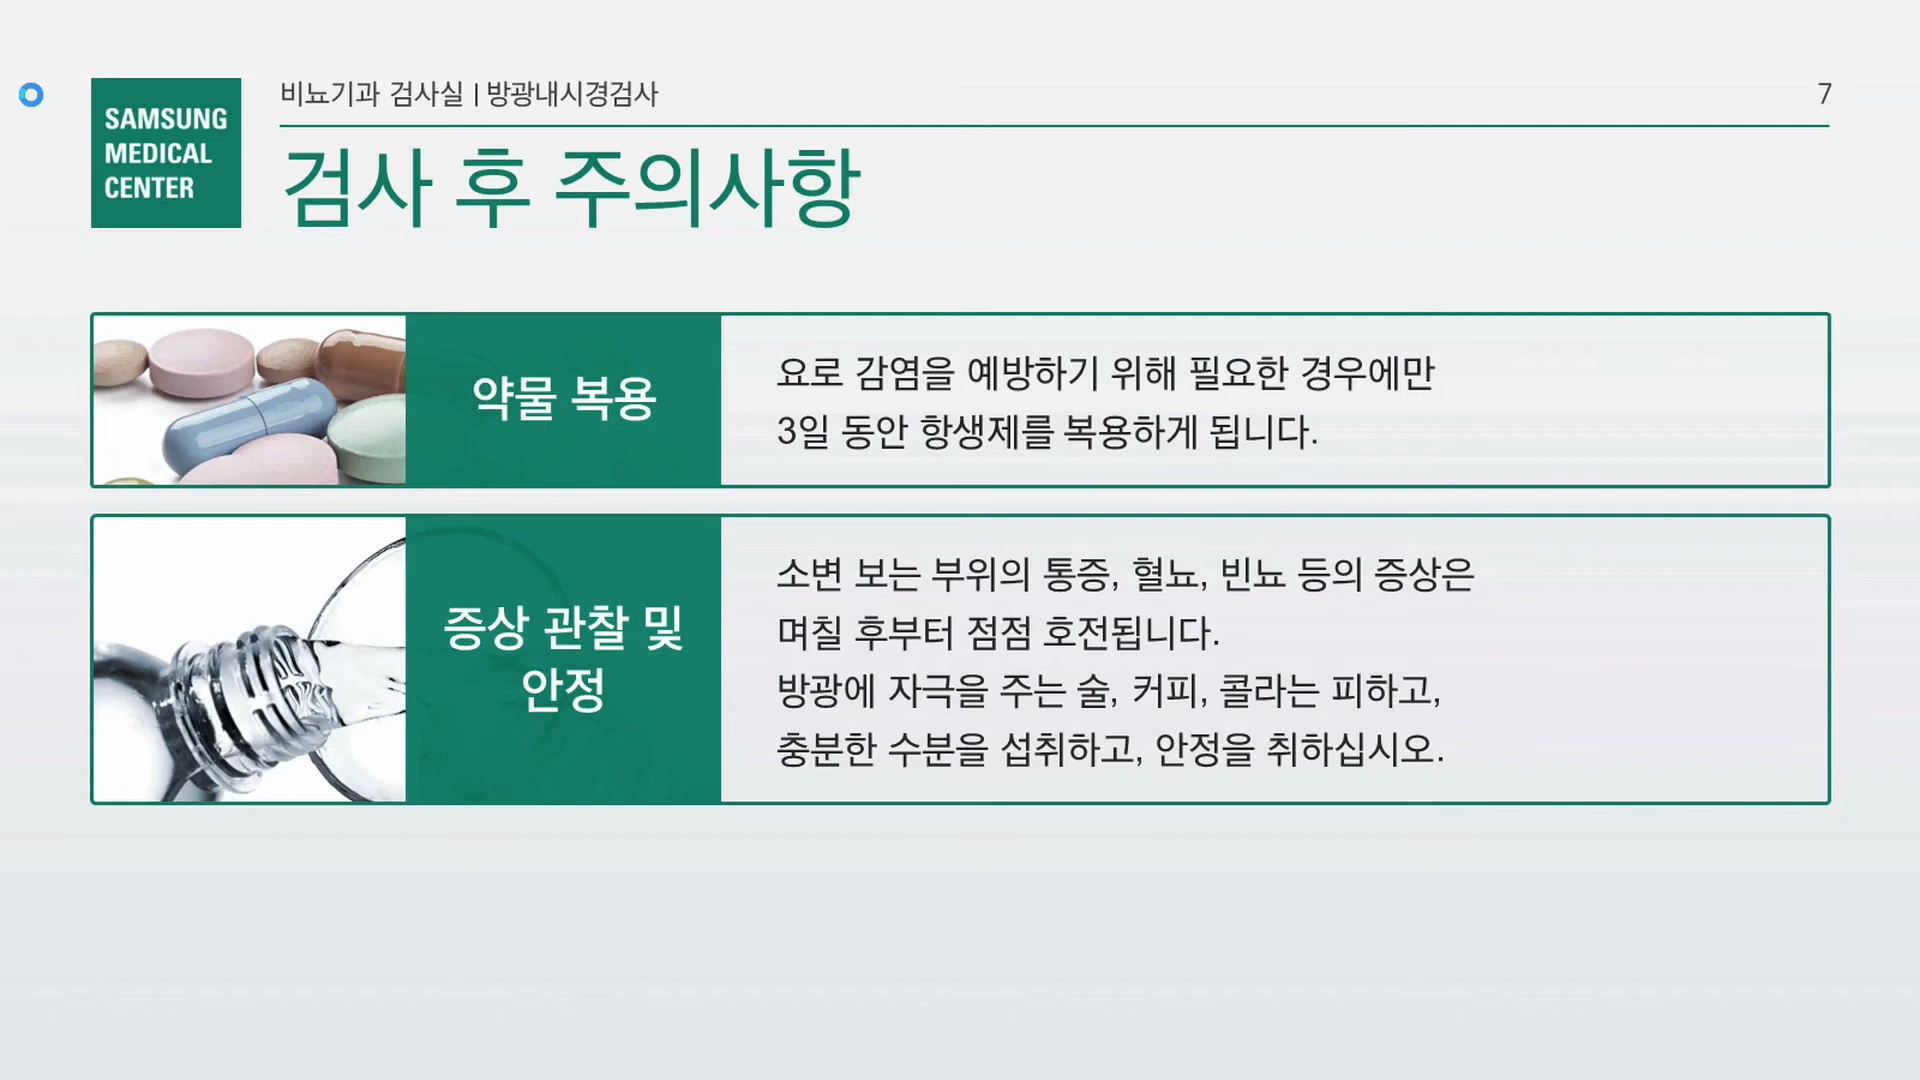 SAMSUNG
MEDICAL
CENTER
비뇨기과 검사실 | 방광내시경검사
7
검사 후 주의사항
약물 복용
요로 감염을 예방하기 위해 필요한 경우에만
3일 동안 항생제를 복용하게 됩니다.
증상 관찰 및
안정
소변 보는 부위의 통증, 혈뇨, 빈뇨 등의 증상은
며칠 후부터 점점 호전됩니다.
방광에 자극을 주는 술, 커피, 콜라는 피하고,
충분한 수분을 섭취하고, 안정을 취하십시오.